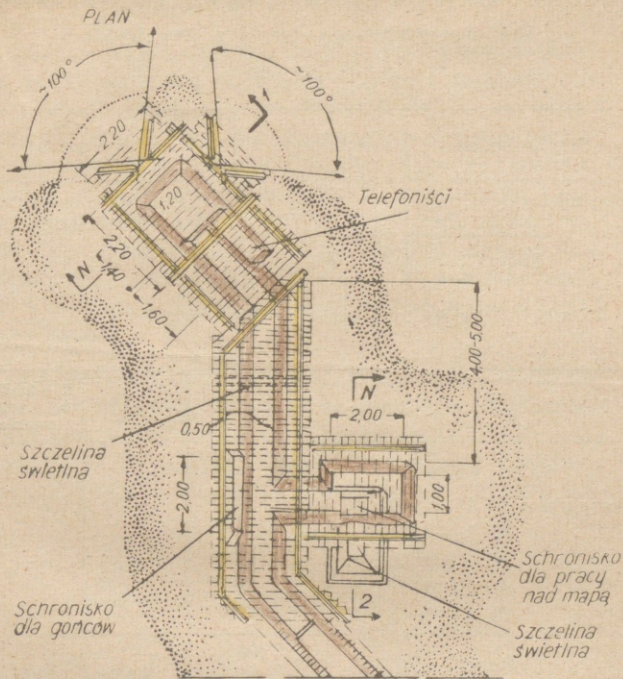 PLAN
~100°
~100°
1
2,20
1,20
Telefoniści
2,20
1,40
N
1,60
4,00-5,00
N
2,00
0,50
Szczelina
świetlna
2,00
1,00
Schronisko
dla pracy
nad mapą
Schronisko
dla gońców
2
Szczelina
świetlna